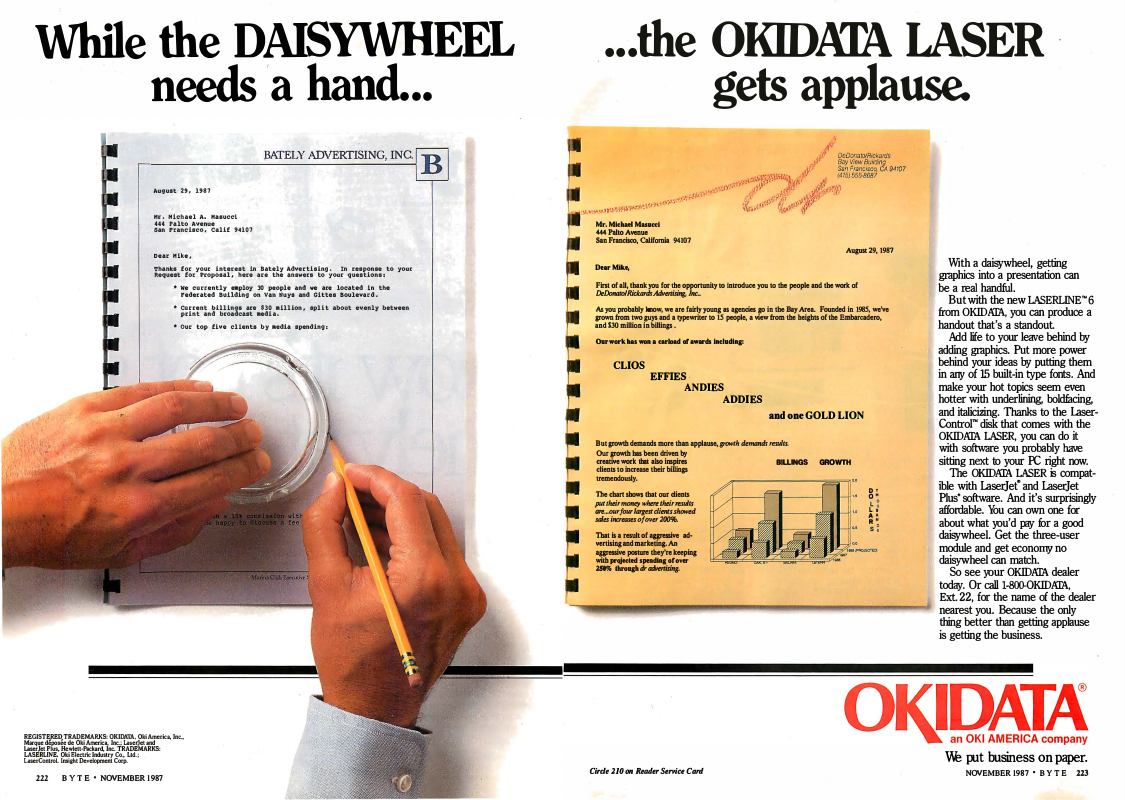 While the DAISYWHEEL
needs a hand...
BATELY ADVERTISING, INC.
B
August 29, 1987
Mr. Michael A. Masucci
444 Palto Avenue
San Francisco, Calif 94107
Dear Mike,
Thanks for your interest in Bately Advertising. In response to your
Request for Proposal, here are the answers to your questions:
* We currently employ 30 people and we are located in the
Federated Building on Van Nuys and Gittes Boulevard.
* Current billings are $30 million, split about evenly between
print and broadcast media.
* Our top five clients by media spending:
REGISTERED TRADEMARKS: OKIDATA, Oki America, Inc.,
Marque déposée de Oki America, Inc.; LaserJet and
LaserJet Plus, Hewlett-Packard, Inc. TRADEMARKS:
LASERLINE, Oki Electric Industry Co., Ltd.;
LaserControl. Insight Development Corp.
222 BYTE • NOVEMBER 1987
...the OKIDATA LASER
gets applause.
DeDonato/Rickards
Bay View Building
San Francisco, CA 94107
(415) 555-8687
dr
Mr. Michael Masucci
444 Palto Avenue
San Francisco, California 94107
August 29, 1987
Dear Mike,
First of all, thank you for the opportunity to introduce you to the people and the work of
DeDonato/Rickards Advertising, Inc..
As you probably know, we are fairly young as agencies go in the Bay Area. Founded in 1985, we've
grown from two guys and a typewriter to 15 people, a view from the heights of the Embarcadero,
and $30 million in billings .
Our work has won a carload of awards including:
CLIOS
EFFIES
ANDIES
ADDIES
and one GOLD LION
But growth demands more than applause, growth demands results.
Our growth has been driven by
creative work that also inspires
clients to increase their billings
tremendously.
The chart shows that our clients
put their money where their results
are...our four largest clients showed
sales increases of over 200%.
That is a result of aggressive ad-
vertising and marketing. An
aggressive posture they're keeping
with projected spending of over
250% through dr advertising.
BILLINGS GROWTH
DOLLARS
With a daisywheel, getting
graphics into a presentation can
be a real handful.
But with the new LASERLINE™ 6
from OKIDATA, you can produce a
handout that's a standout.
Add life to your leave behind by
adding graphics. Put more power
behind your ideas by putting them
in any of 15 built-in type fonts. And
make your hot topics seem even
hotter with underlining, boldfacing,
and italicizing. Thanks to the Laser-
Control™ disk that comes with the
OKIDATA LASER, you can do it
with software you probably have
sitting next to your PC right now.
The OKIDATA LASER is compat-
ible with LaserJet® and LaserJet
Plus® software. And it's surprisingly
affordable. You can own one for
about what you'd pay for a good
daisywheel. Get the three-user
module and get economy no
daisywheel can match.
So see your OKIDATA dealer
today. Or call 1-800-OKIDATA,
Ext. 22, for the name of the dealer
nearest you. Because the only
thing better than getting applause
is getting the business.
OKIDATA®
an OKI AMERICA company
We put business on paper.
Circle 210 on Reader Service Card
NOVEMBER 1987 • BYTE 223